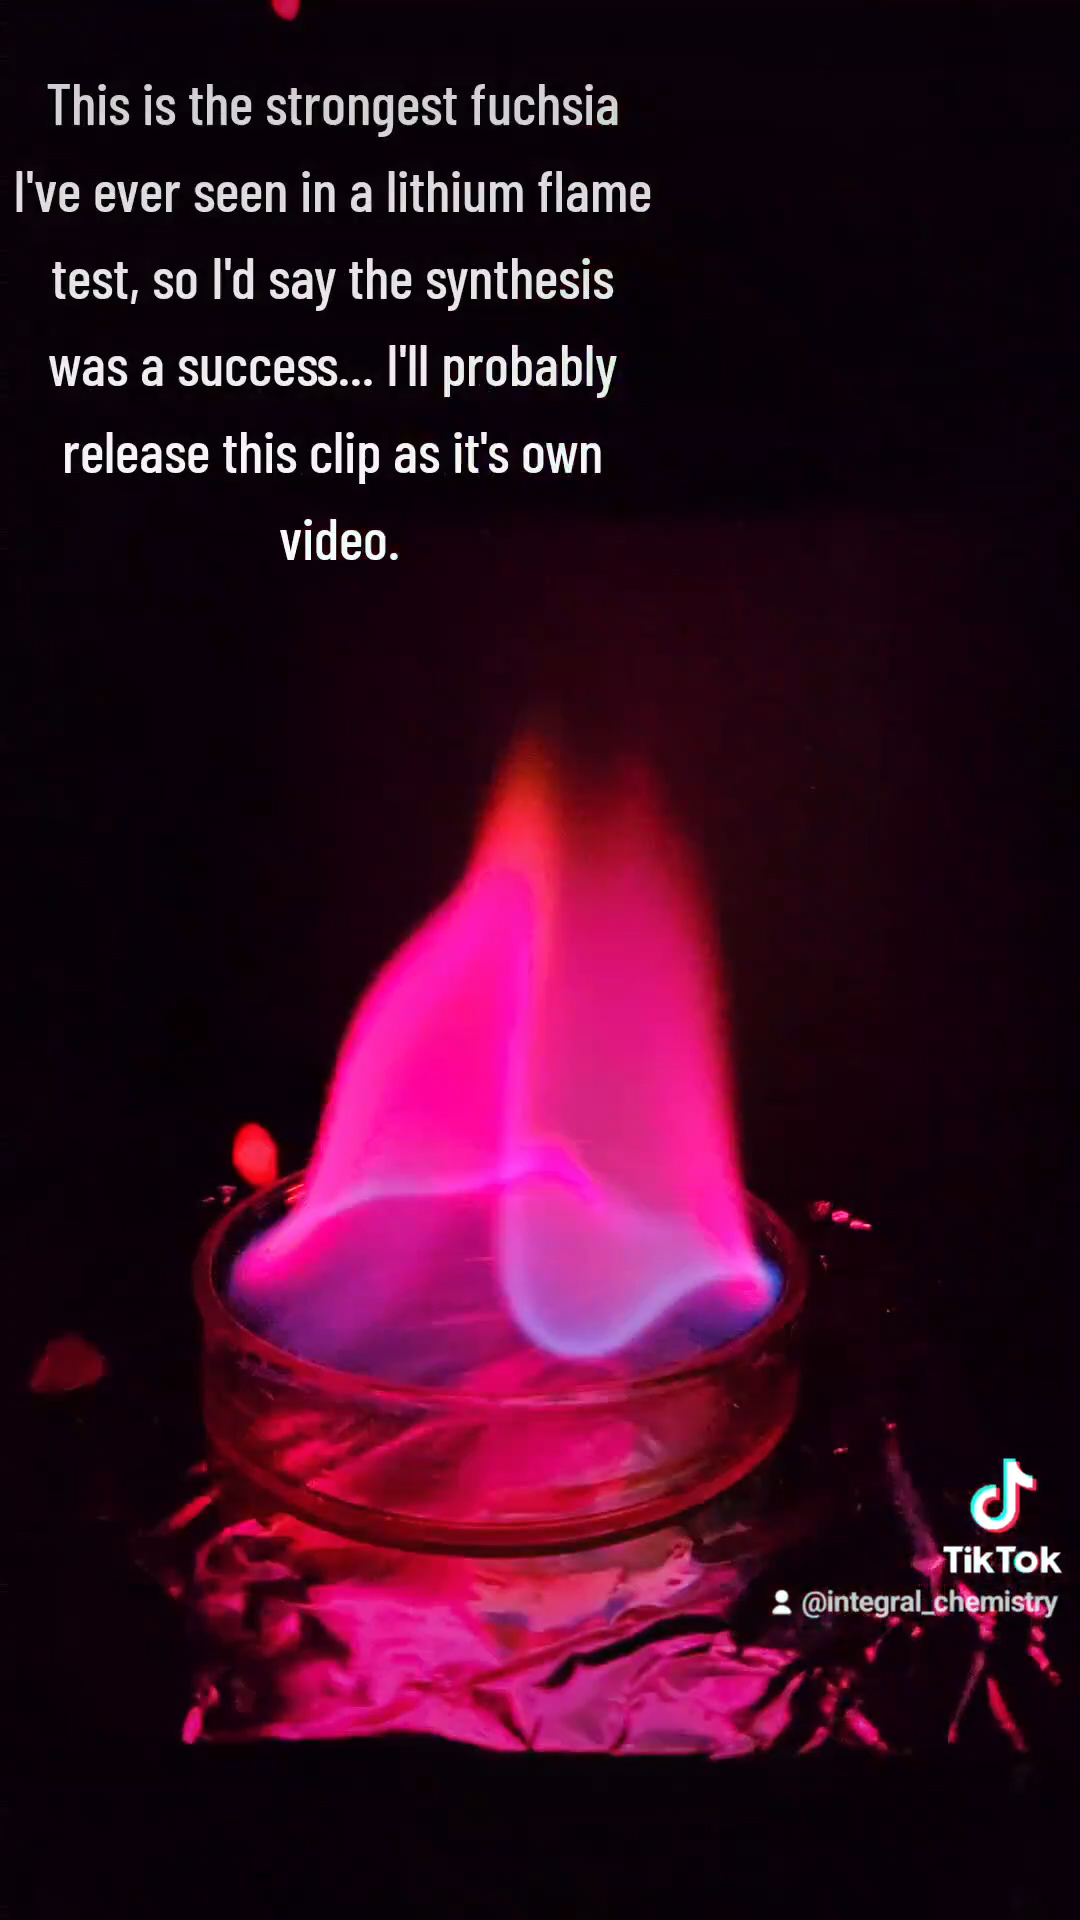 This is the strongest fuchsia
I've ever seen in a lithium flame
test, so I'd say the synthesis
was a success... I'll probably
release this clip as it's own
video.
TikTok
@integral_chemistry